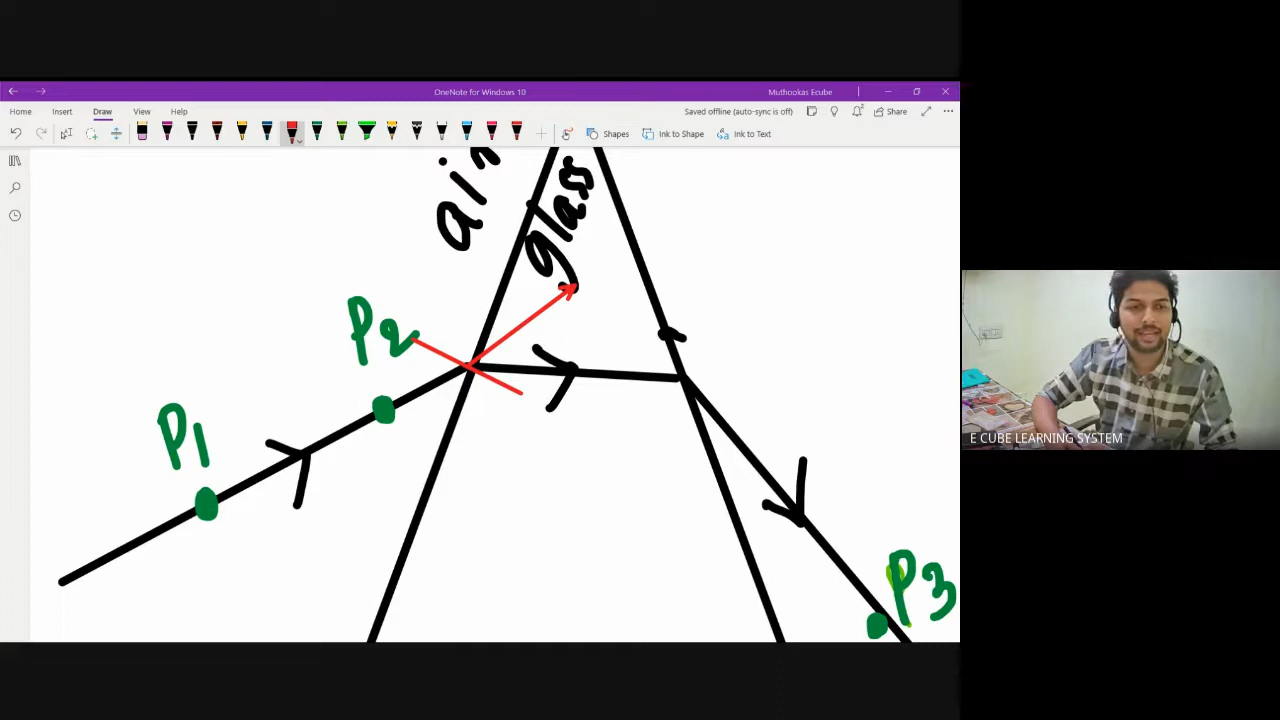 OneNote for Windows 10
Muthookas Ecube
Home Insert Draw View Help
Saved offline (auto-sync is off)
Share
Shapes
Ink to Shape
Ink to Text
air
glass
P2
P1
P3
E CUBE LEARNING SYSTEM